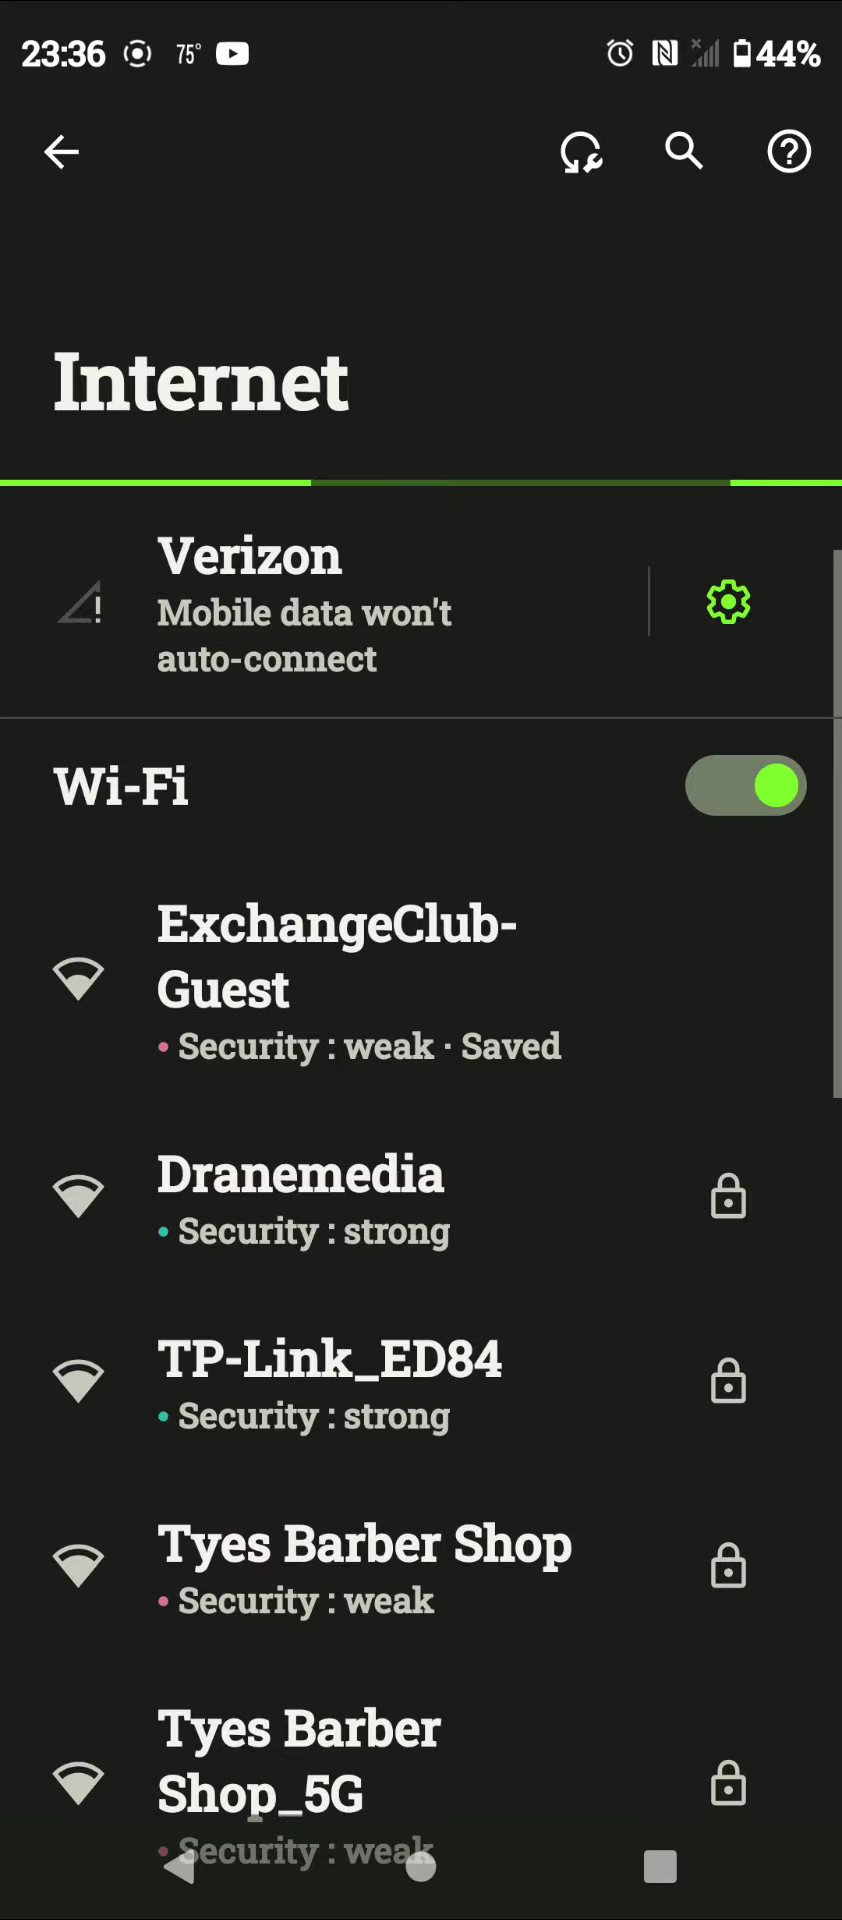 23:36 75° 44%
Internet
Verizon
Mobile data won't
auto-connect
Wi-Fi
ExchangeClub-
Guest
• Security : weak · Saved
Dranemedia
• Security : strong
TP-Link_ED84
• Security : strong
Tyes Barber Shop
• Security : weak
Tyes Barber
Shop_5G
• Security : weak